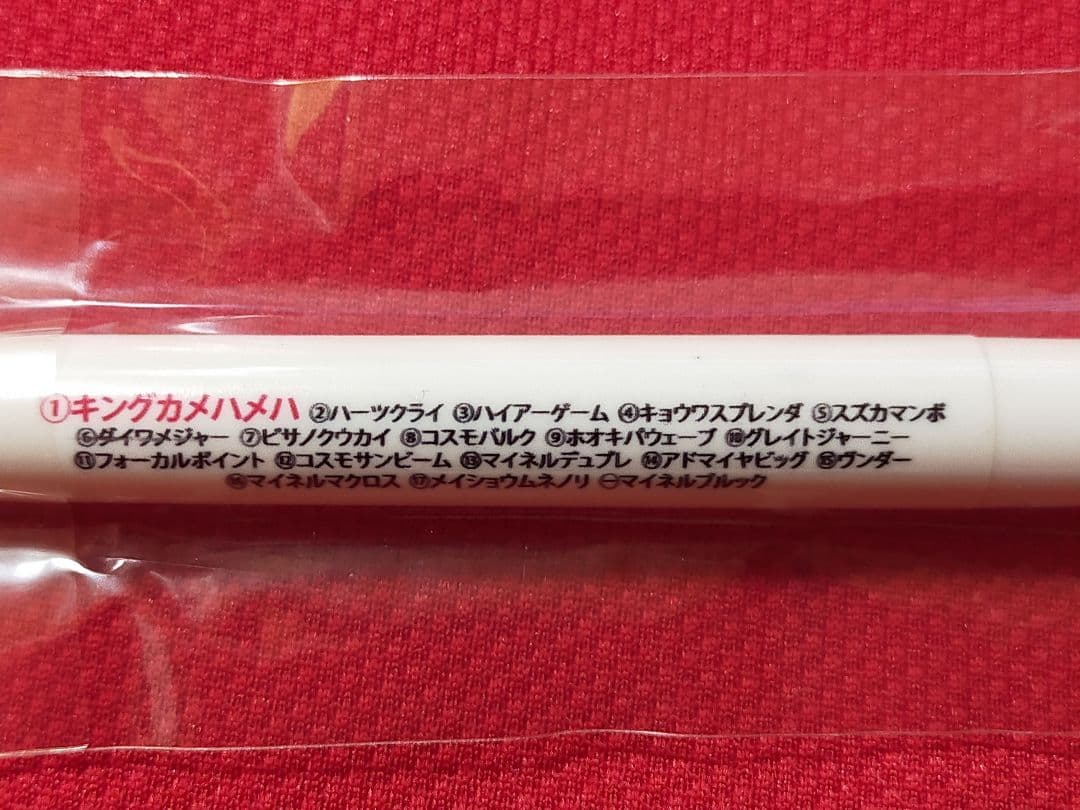 ①キングカメハメハ ②ハーツクライ ③ハイアーゲーム ④キョウワスプレンダ ⑤スズカマンボ
⑥ダイワメジャー ⑦ピサノクウカイ ⑧コスモバルク ⑨ホオキパウェーブ ⑩グレイトジャーニー
⑪フォーカルポイント ⑫コスモサンビーム ⑬マイネルデュプレ ⑭アドマイヤビッグ ⑮ヴンダー
⑯マイネルマクロス ⑰メイショウムネノリ ㊀マイネルブルック